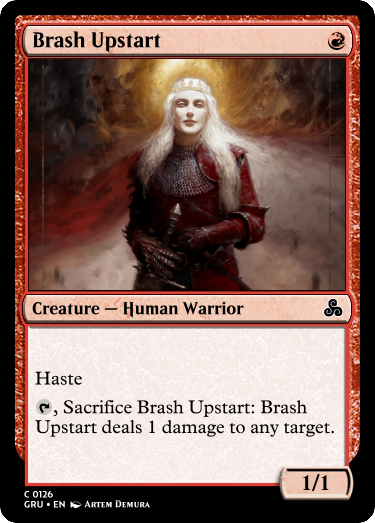 Brash Upstart
Creature — Human Warrior
Haste
, Sacrifice Brash Upstart: Brash
Upstart deals 1 damage to any target.
1/1
C 0126
GRU • EN Artem Demura